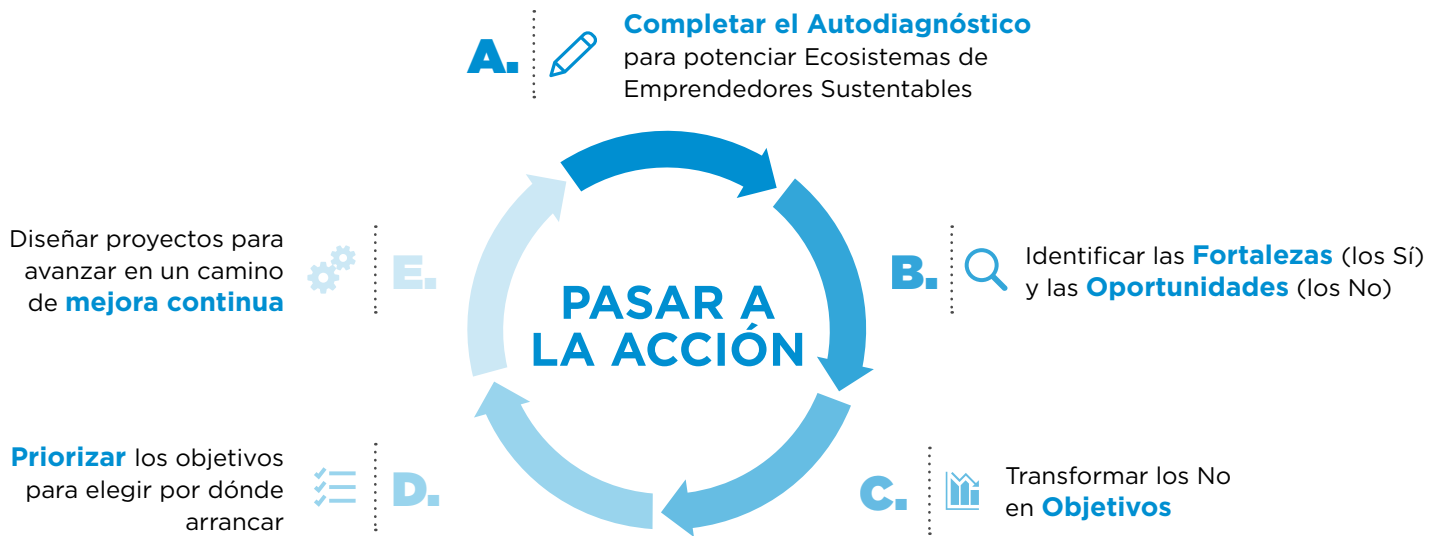 A.
Completar el Autodiagnóstico
para potenciar Ecosistemas de
Emprendedores Sustentables
B.
Identificar las Fortalezas (los Sí)
y las Oportunidades (los No)
C.
Transformar los No
en Objetivos
D.
Priorizar los objetivos
para elegir por dónde
arrancar
E.
Diseñar proyectos para
avanzar en un camino
de mejora continua
PASAR A
LA ACCIÓN